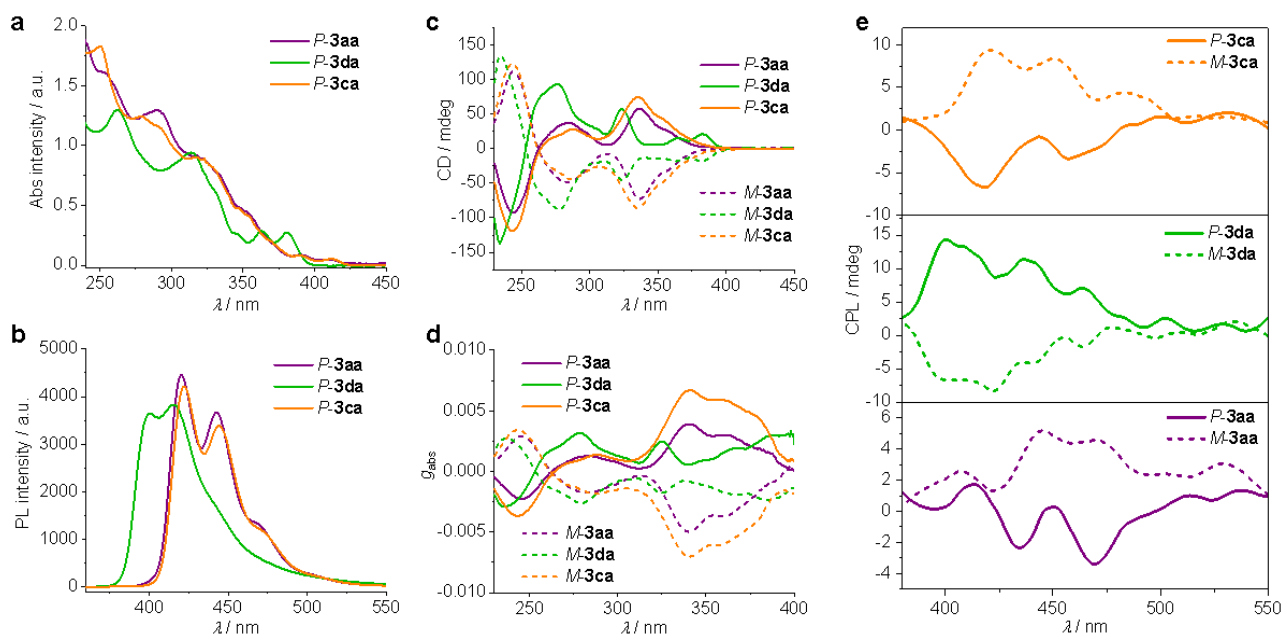 a
2.0
1.5
1.0
0.5
0.0
Abs intensity / a.u.
P-3aa
P-3da
P-3ca
250 300 350 400 450
λ / nm
b
5000
4000
3000
2000
1000
0
PL intensity / a.u.
P-3aa
P-3da
P-3ca
400 450 500 550
λ / nm
c
150
100
50
0
-50
-100
-150
CD / mdeg
P-3aa
P-3da
P-3ca
M-3aa
M-3da
M-3ca
250 300 350 400 450
λ / nm
d
0.010
0.005
0.000
-0.005
-0.010
gabs
P-3aa
P-3da
P-3ca
M-3aa
M-3da
M-3ca
250 300 350 400
λ / nm
e
10
5
0
-5
-10
P-3ca
M-3ca
15
10
5
0
-5
-10
CPL / mdeg
P-3da
M-3da
6
4
2
0
-2
-4
P-3aa
M-3aa
400 450 500 550
λ / nm